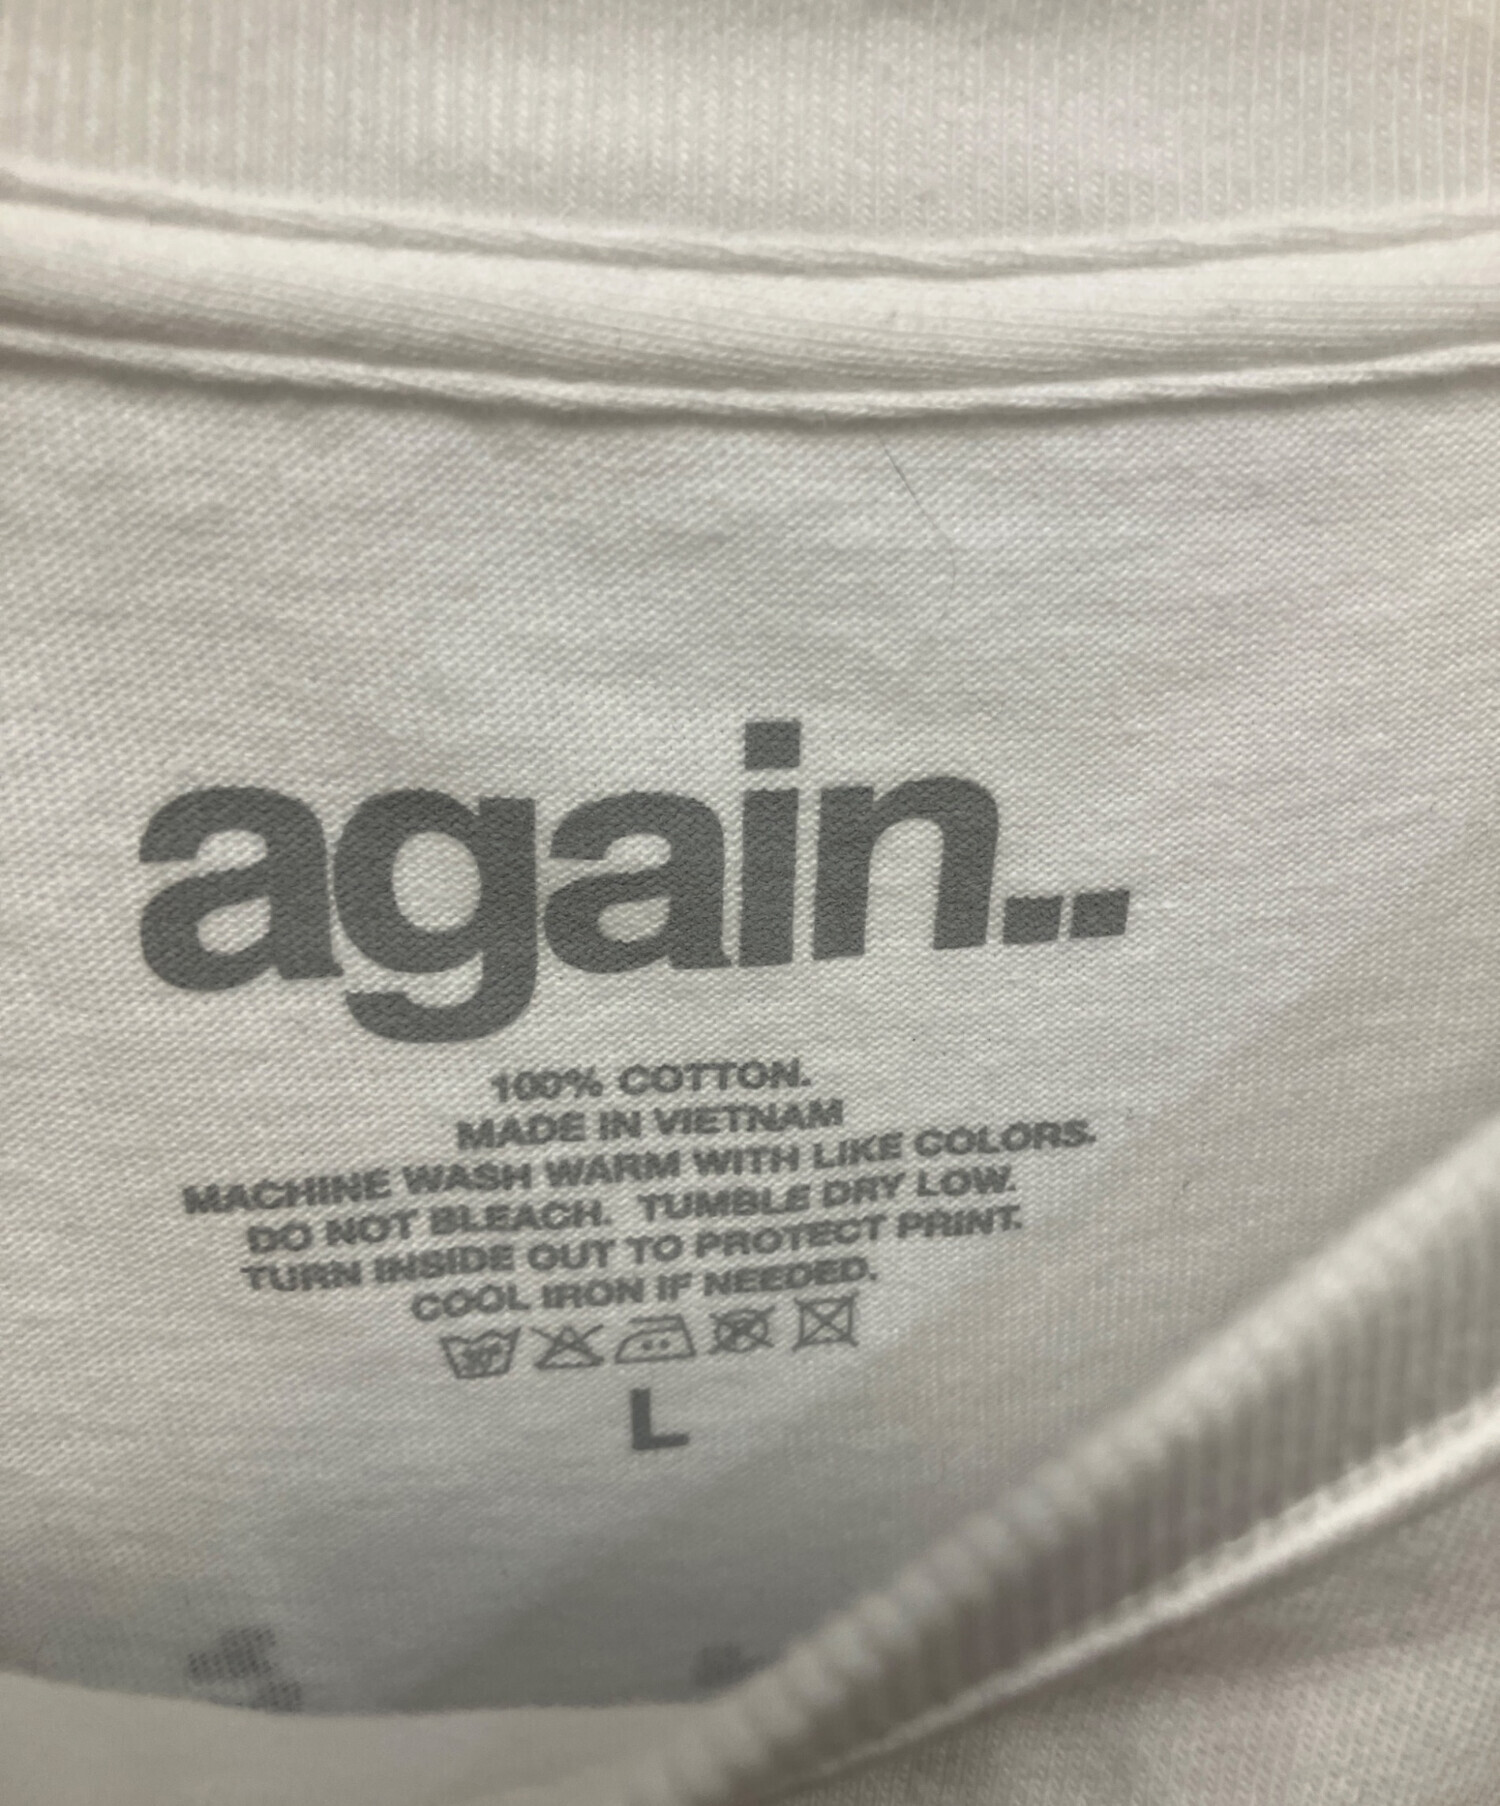 again..
100% COTTON.
MADE IN VIETNAM
MACHINE WASH WARM WITH LIKE COLORS.
DO NOT BLEACH. TUMBLE DRY LOW.
TURN INSIDE OUT TO PROTECT PRINT.
COOL IRON IF NEEDED.
L